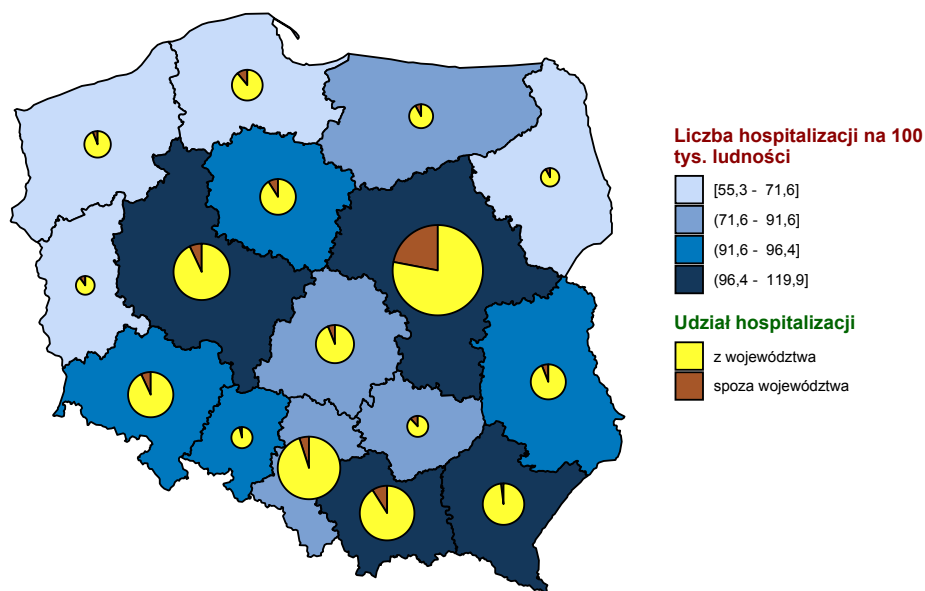 Liczba hospitalizacji na 100
tys. ludności
[55,3 - 71,6]
(71,6 - 91,6]
(91,6 - 96,4]
(96,4 - 119,9]
Udział hospitalizacji
z województwa
spoza województwa